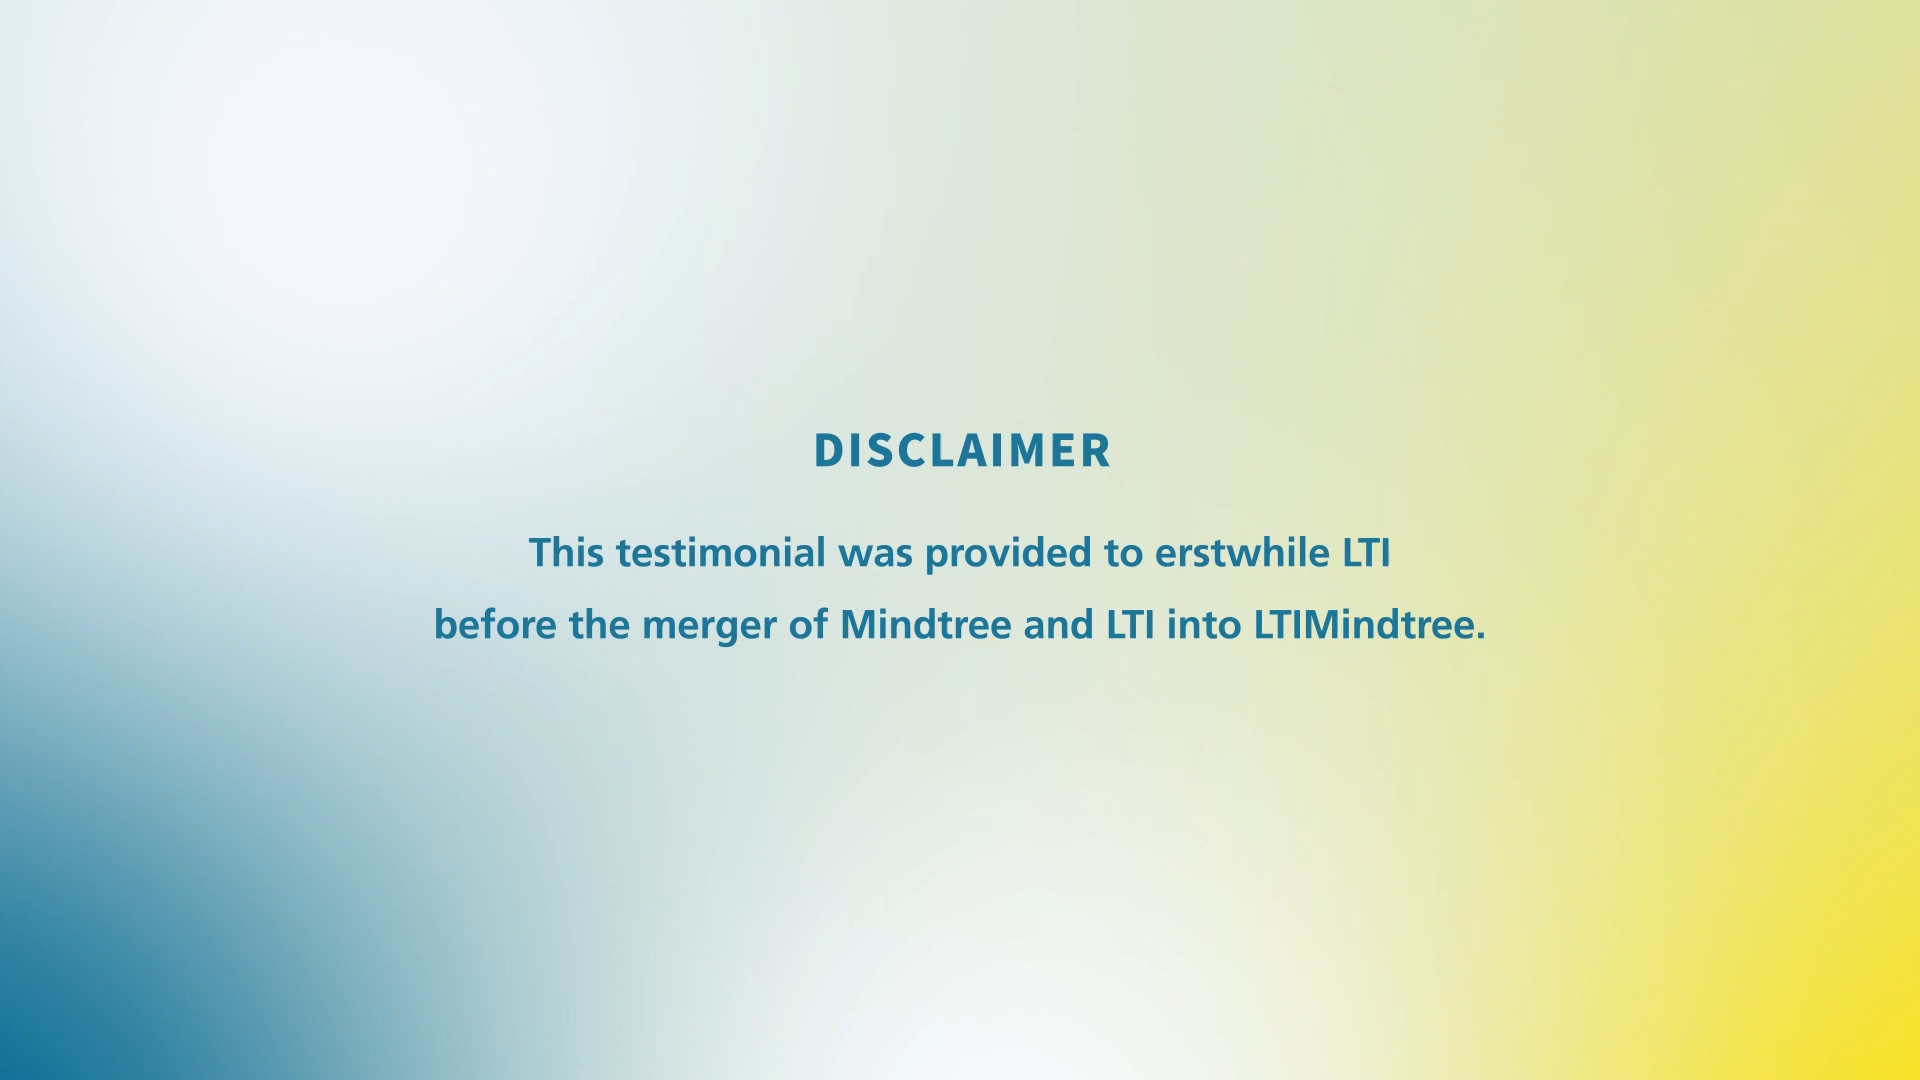 DISCLAIMER
This testimonial was provided to erstwhile LTI
before the merger of Mindtree and LTI into LTIMindtree.